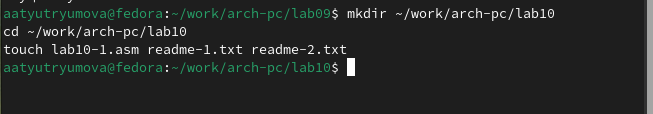 aatyutryumova@fedora:~/work/arch-pc/lab09$ mkdir ~/work/arch-pc/lab10
cd ~/work/arch-pc/lab10
touch lab10-1.asm readme-1.txt readme-2.txt
aatyutryumova@fedora:~/work/arch-pc/lab10$